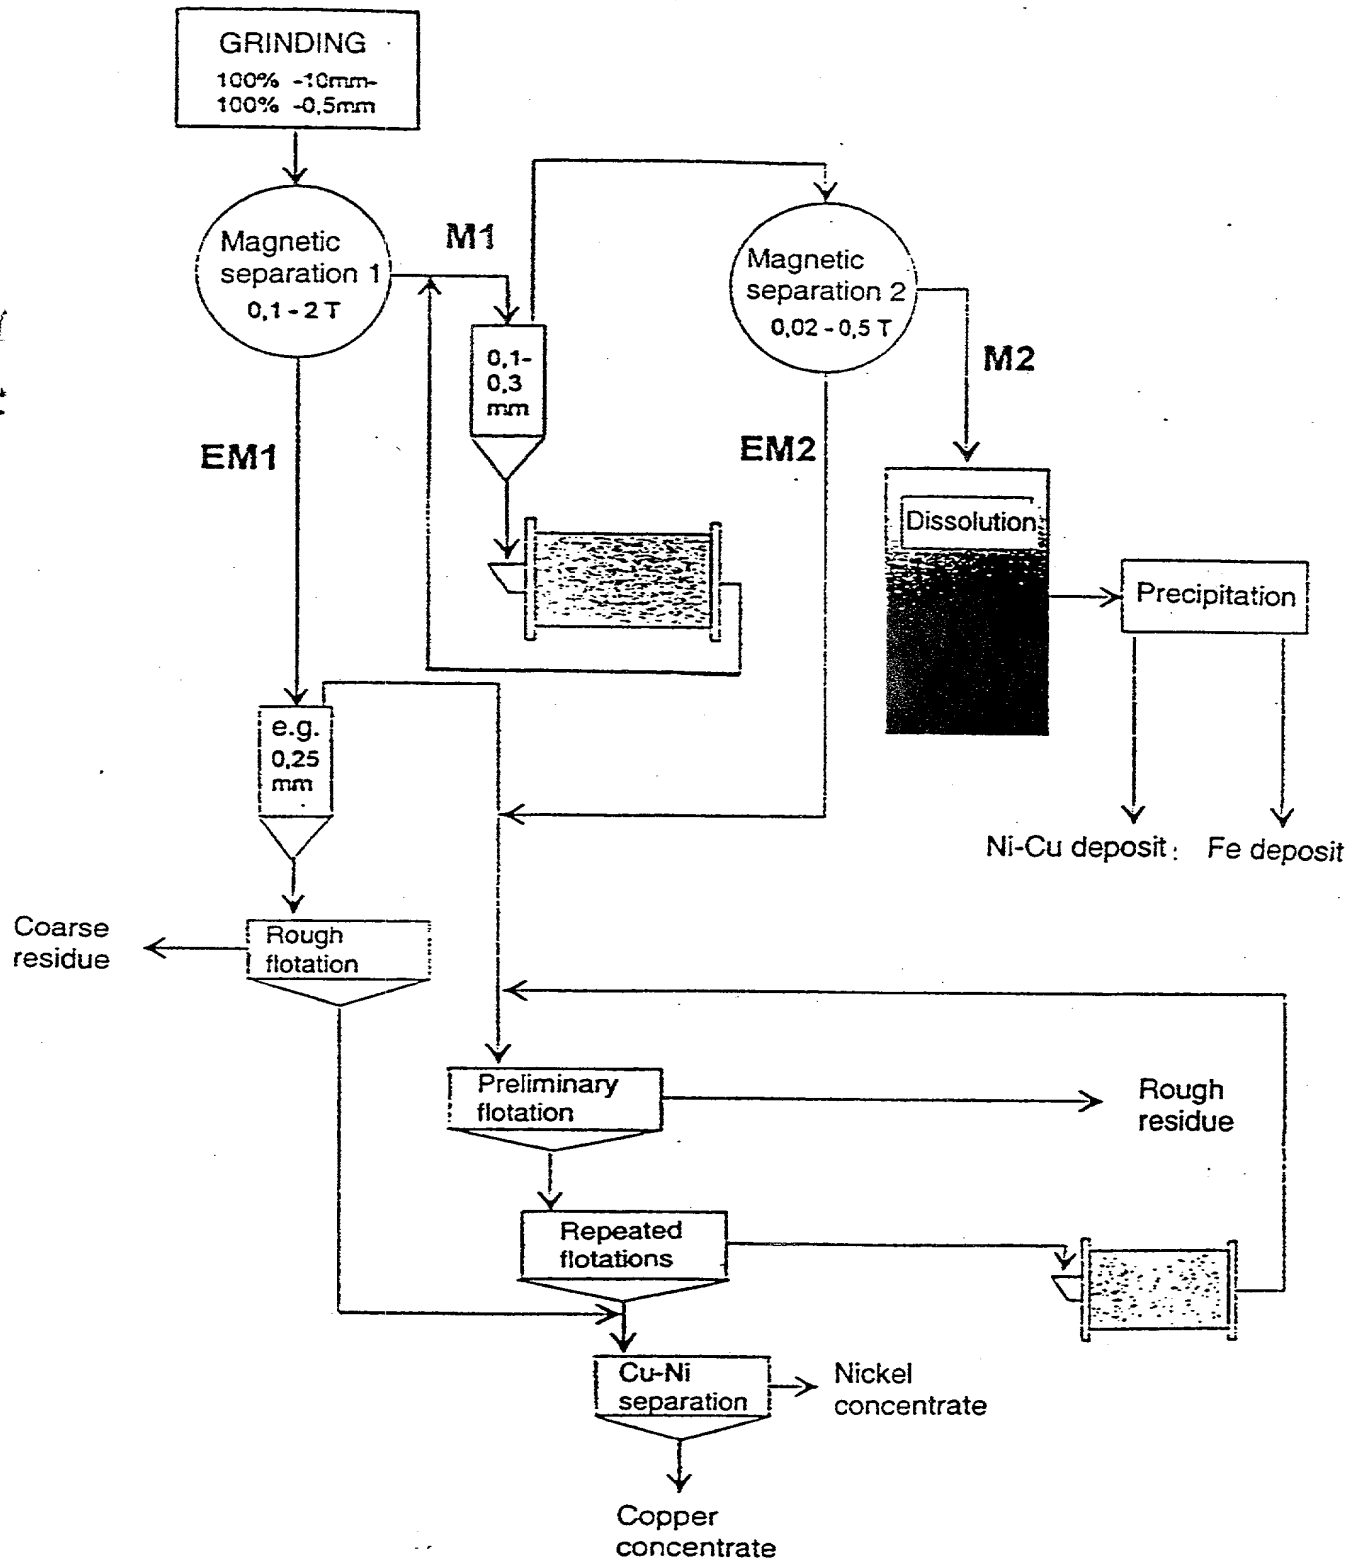 GRINDING
100% -10mm-
100% -0,5mm
Magnetic
separation 1
0,1-2 T
M1
0,1-
0,3
mm
Magnetic
separation 2
0,02-0,5 T
M2
EM1
EM2
Dissolution
Precipitation
e.g.
0,25
mm
Ni-Cu deposit:
Fe deposit
Coarse
residue
Rough
flotation
Preliminary
flotation
Rough
residue
Repeated
flotations
Cu-Ni
separation
Nickel
concentrate
Copper
concentrate